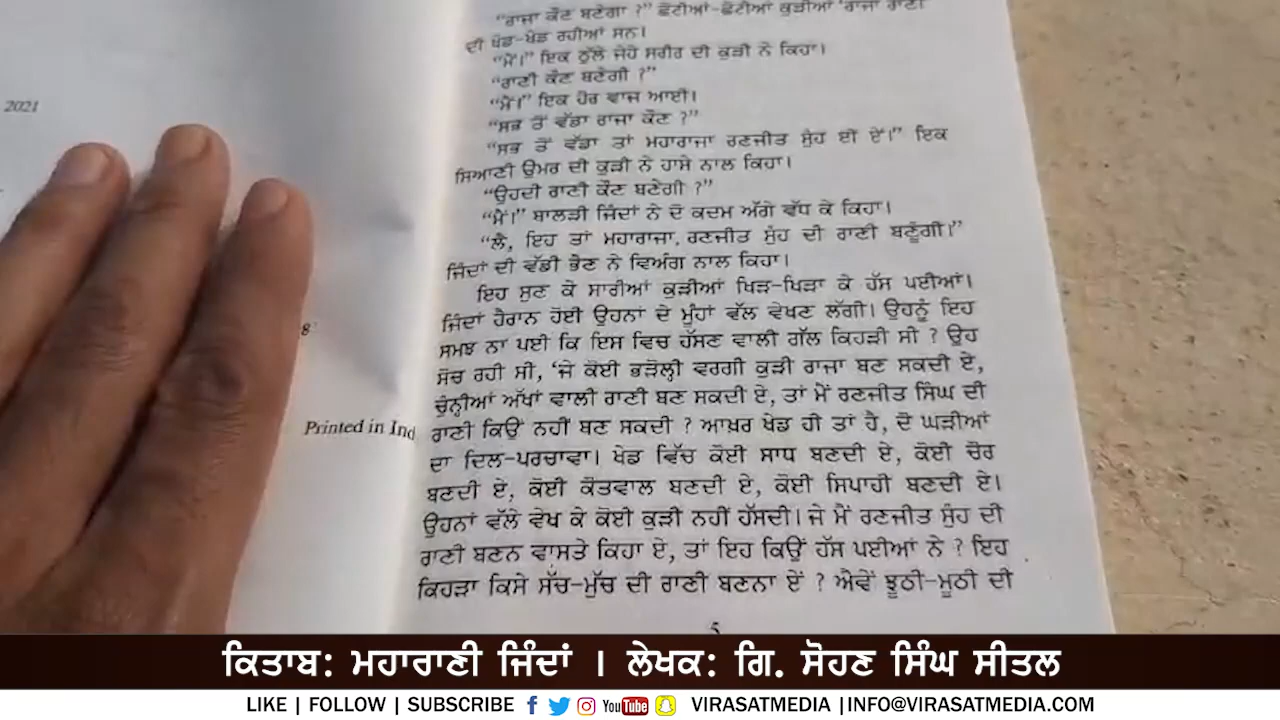 2021
8
Printed in Ind
“ਰਾਜਾ ਕੌਣ ਬਣੇਗਾ ?” ਛੋਟੀਆਂ-ਛੋਟੀਆਂ ਕੁੜੀਆਂ ‘ਰਾਜਾ ਰਾਣੀ
ਦੀ ਖੇਡ-ਖੇਡ ਰਹੀਆਂ ਸਨ।
“ਮੈਂ।” ਇਕ ਠੁੱਲੇ ਜੇਹੇ ਸਰੀਰ ਦੀ ਕੁੜੀ ਨੇ ਕਿਹਾ।
“ਰਾਣੀ ਕੌਣ ਬਣੇਗੀ ?”
“ਮੈਂ।” ਇਕ ਹੋਰ ਵਾਜ ਆਈ।
“ਸਭ ਤੋਂ ਵੱਡਾ ਰਾਜਾ ਕੌਣ ?”
“ਸਭ ਤੋਂ ਵੱਡਾ ਤਾਂ ਮਹਾਰਾਜਾ ਰਣਜੀਤ ਸੁੰਹ ਈ ਏਂ।” ਇਕ
ਸਿਆਣੀ ਉਮਰ ਦੀ ਕੁੜੀ ਨੇ ਹਾਸੇ ਨਾਲ ਕਿਹਾ।
“ਉਹਦੀ ਰਾਣੀ ਕੌਣ ਬਣੇਗੀ ?”
“ਮੈਂ।” ਬਾਲੜੀ ਜਿੰਦਾਂ ਨੇ ਦੋ ਕਦਮ ਅੱਗੇ ਵੱਧ ਕੇ ਕਿਹਾ।
“ਲੈ, ਇਹ ਤਾਂ ਮਹਾਰਾਜਾ ਰਣਜੀਤ ਸੁੰਹ ਦੀ ਰਾਣੀ ਬਣੂੰਗੀ।”
ਜਿੰਦਾਂ ਦੀ ਵੱਡੀ ਭੈਣ ਨੇ ਵਿਅੰਗ ਨਾਲ ਕਿਹਾ।
ਇਹ ਸੁਣ ਕੇ ਸਾਰੀਆਂ ਕੁੜੀਆਂ ਖਿੜ-ਖਿੜਾ ਕੇ ਹੱਸ ਪਈਆਂ।
ਜਿੰਦਾਂ ਹੈਰਾਨ ਹੋਈ ਉਹਨਾਂ ਦੇ ਮੂੰਹਾਂ ਵੱਲ ਵੇਖਣ ਲੱਗੀ। ਉਹਨੂੰ ਇਹ
ਸਮਝ ਨਾ ਪਈ ਕਿ ਇਸ ਵਿਚ ਹੱਸਣ ਵਾਲੀ ਗੱਲ ਕਿਹੜੀ ਸੀ ? ਉਹ
ਸੋਚ ਰਹੀ ਸੀ, ‘ਜੇ ਕੋਈ ਭੜੋਲ੍ਹੀ ਵਰਗੀ ਕੁੜੀ ਰਾਜਾ ਬਣ ਸਕਦੀ ਏ,
ਚੁੰਨ੍ਹੀਆਂ ਅੱਖਾਂ ਵਾਲੀ ਰਾਣੀ ਬਣ ਸਕਦੀ ਏ, ਤਾਂ ਮੈਂ ਰਣਜੀਤ ਸਿੰਘ ਦੀ
ਰਾਣੀ ਕਿਉਂ ਨਹੀਂ ਬਣ ਸਕਦੀ ? ਆਖ਼ਰ ਖੇਡ ਹੀ ਤਾਂ ਹੈ, ਦੋ ਘੜੀਆਂ
ਦਾ ਦਿਲ-ਪਰਚਾਵਾ। ਖੇਡ ਵਿੱਚ ਕੋਈ ਸਾਧ ਬਣਦੀ ਏ, ਕੋਈ ਚੋਰ
ਬਣਦੀ ਏ, ਕੋਈ ਕੋਤਵਾਲ ਬਣਦੀ ਏ, ਕੋਈ ਸਿਪਾਹੀ ਬਣਦੀ ਏ।
ਉਹਨਾਂ ਵੱਲੇ ਵੇਖ ਕੇ ਕੋਈ ਕੁੜੀ ਨਹੀਂ ਹੱਸਦੀ। ਜੇ ਮੈਂ ਰਣਜੀਤ ਸੁੰਹ ਦੀ
ਰਾਣੀ ਬਣਨ ਵਾਸਤੇ ਕਿਹਾ ਏ, ਤਾਂ ਇਹ ਕਿਉਂ ਹੱਸ ਪਈਆਂ ਨੇ ? ਇਹ
ਕਿਹੜਾ ਕਿਸੇ ਸੱਚ-ਮੁੱਚ ਦੀ ਰਾਣੀ ਬਣਨਾ ਏਂ ? ਐਵੇਂ ਝੂਠੀ-ਮੂਠੀ ਦੀ
5
ਕਿਤਾਬ: ਮਹਾਰਾਣੀ ਜਿੰਦਾਂ । ਲੇਖਕ: ਗਿ. ਸੋਹਣ ਸਿੰਘ ਸੀਤਲ
LIKE | FOLLOW | SUBSCRIBE YouTube VIRASATMEDIA |INFO@VIRASATMEDIA.COM